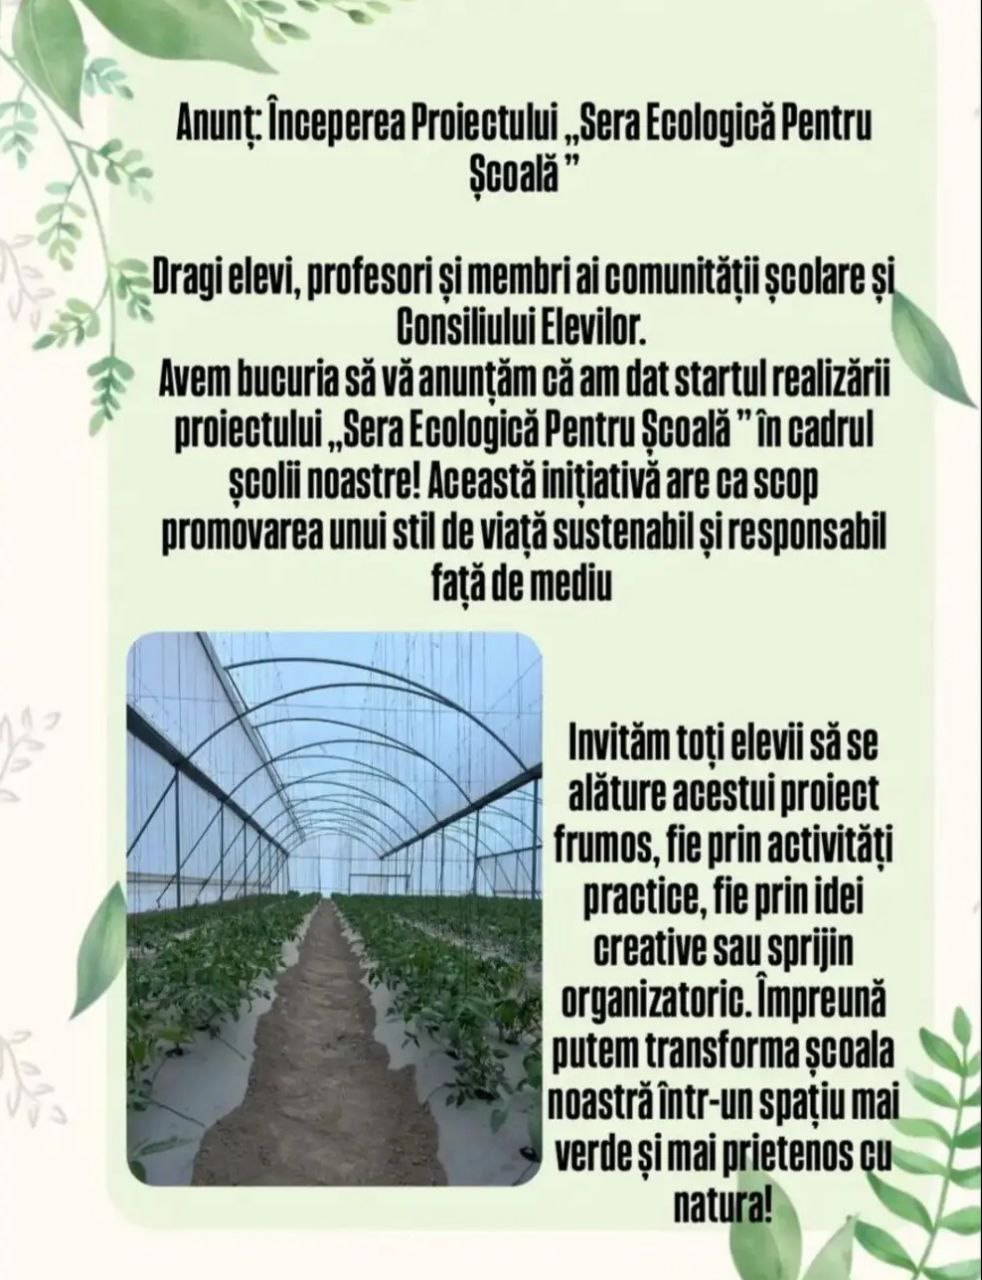 Anunț: Începerea Proiectului „Sera Ecologică Pentru
Școală ”
Dragi elevi, profesori și membri ai comunității școlare și
Consiliului Elevilor.
Avem bucuria să vă anunțăm că am dat startul realizării
proiectului „Sera Ecologică Pentru Școală ” în cadrul
școlii noastre! Această inițiativă are ca scop
promovarea unui stil de viață sustenabil și responsabil
față de mediu
Invităm toți elevii să se
alăture acestui proiect
frumos, fie prin activități
practice, fie prin idei
creative sau sprijin
organizatoric. Împreună
putem transforma școala
noastră într-un spațiu mai
verde și mai prietenos cu
natura!